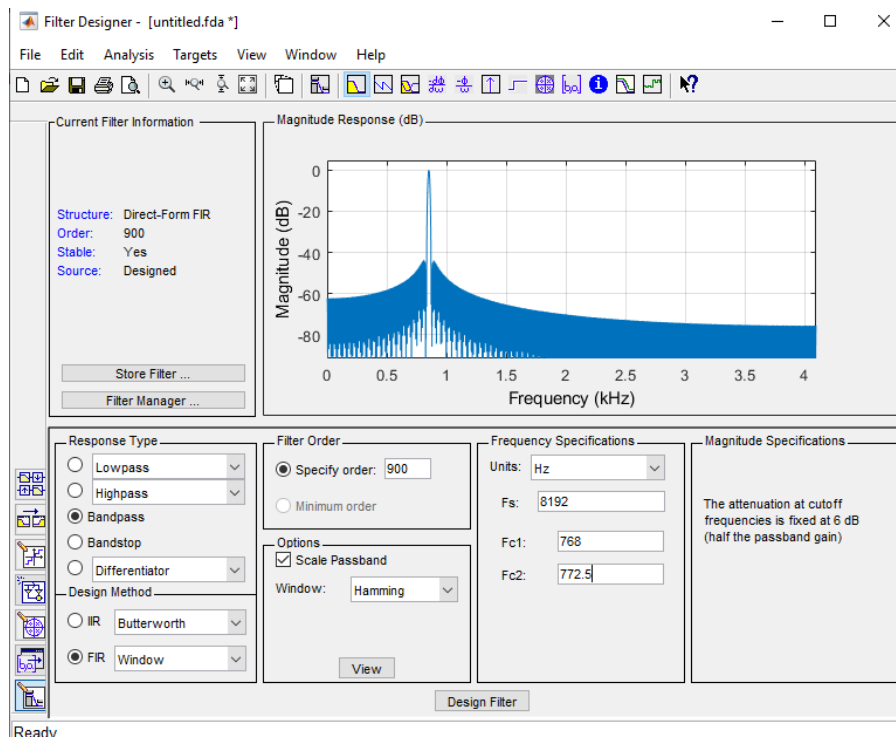 Filter Designer - [untitled.fda *]
File Edit Analysis Targets View Window Help
Current Filter Information
Structure: Direct-Form FIR
Order: 900
Stable: Yes
Source: Designed
Store Filter ...
Filter Manager ...
Magnitude Response (dB)
Magnitude (dB)
0
-20
-40
-60
-80
0 0.5 1 1.5 2 2.5 3 3.5 4
Frequency (kHz)
Response Type
Lowpass
Highpass
Bandpass
Bandstop
Differentiator
Design Method
IIR Butterworth
FIR Window
Filter Order
Specify order: 900
Minimum order
Options
Scale Passband
Window: Hamming
View
Frequency Specifications
Units: Hz
Fs: 8192
Fc1: 768
Fc2: 772.5
Magnitude Specifications
The attenuation at cutoff
frequencies is fixed at 6 dB
(half the passband gain)
Design Filter
Ready